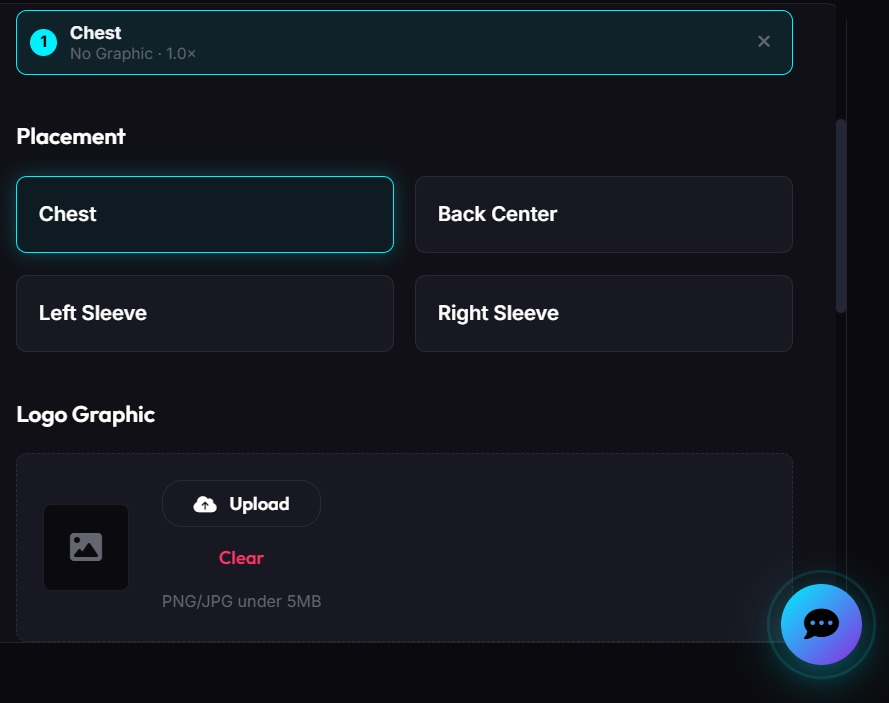 1
Chest
No Graphic · 1.0×
×
Placement
Chest
Back Center
Left Sleeve
Right Sleeve
Logo Graphic
Upload
Clear
PNG/JPG under 5MB